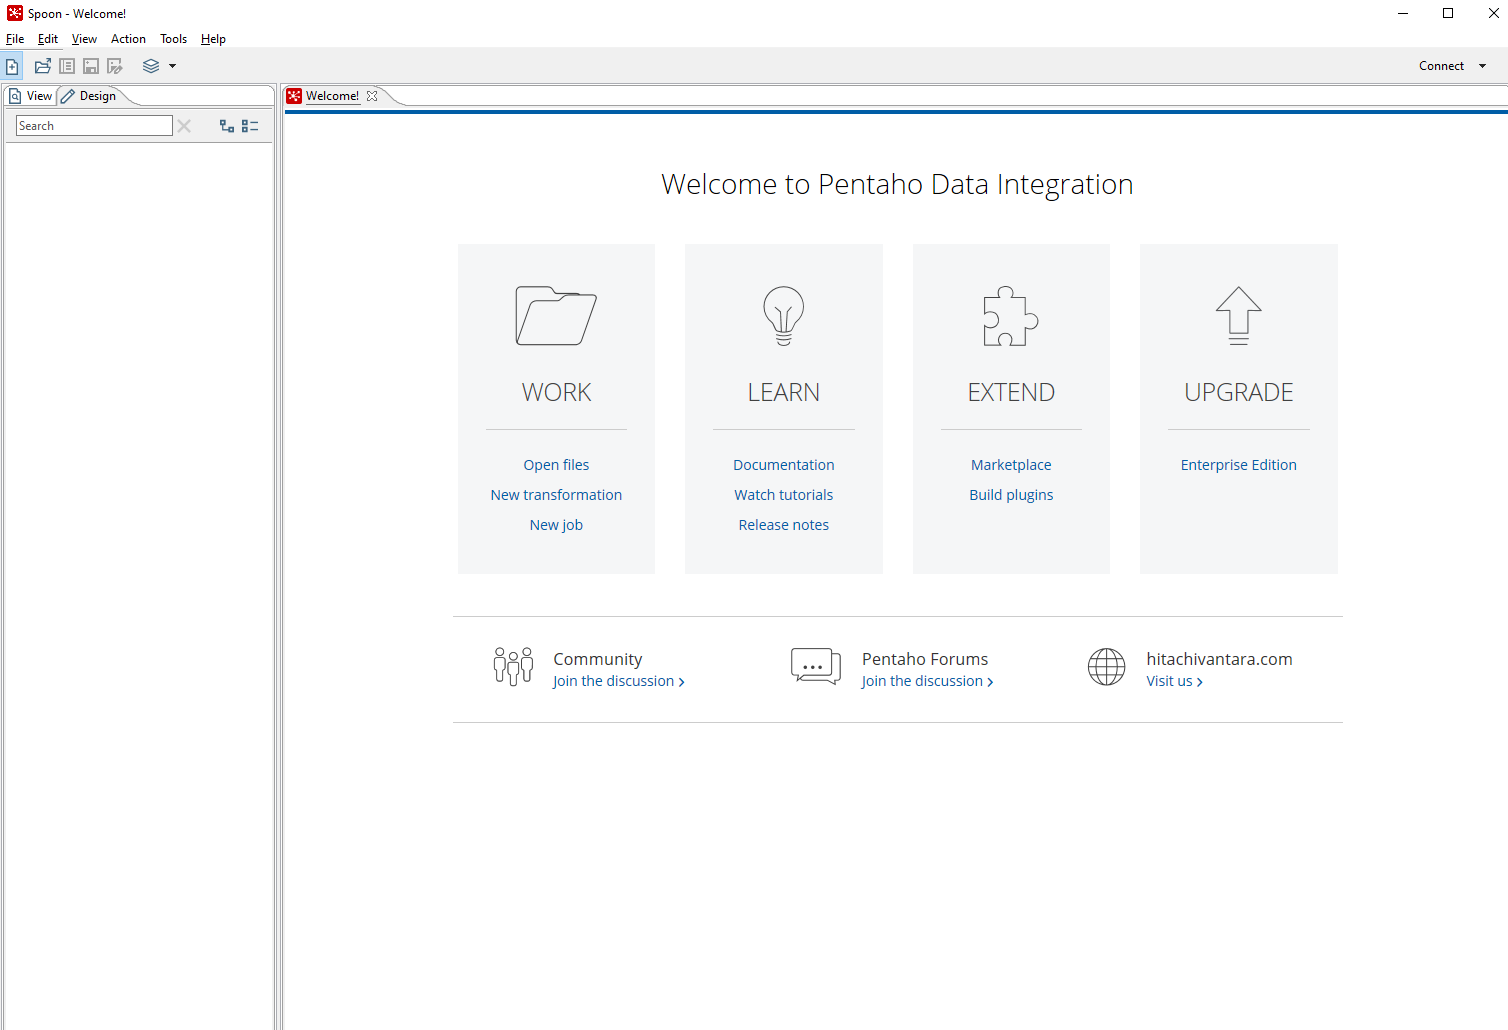 Spoon - Welcome!
File Edit View Action Tools Help
Connect
View Design
Welcome!
Search
Welcome to Pentaho Data Integration
WORK
Open files
New transformation
New job
LEARN
Documentation
Watch tutorials
Release notes
EXTEND
Marketplace
Build plugins
UPGRADE
Enterprise Edition
Community
Join the discussion >
Pentaho Forums
Join the discussion >
hitachivantara.com
Visit us >